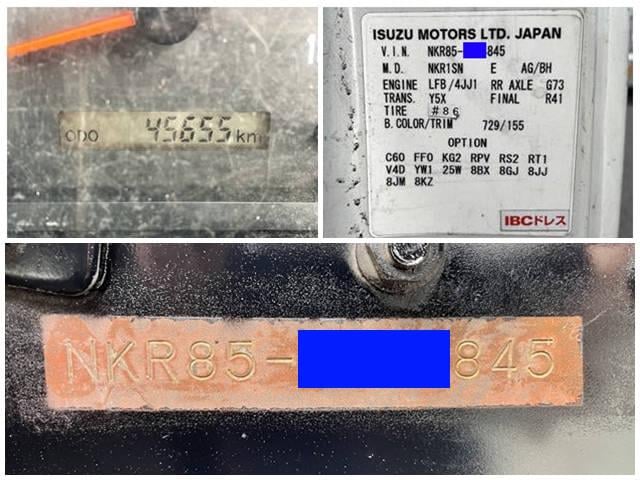 ODO 45655 km
ISUZU MOTORS LTD. JAPAN
V.I.N. NKR85- 845
M.D. NKR1SN E AG/BH
ENGINE LFB/4JJ1 RR AXLE G73
TRANS. Y5X FINAL R41
TIRE #86
B.COLOR/TRIM 729/155
OPTION
C60 FF0 KG2 RPV RS2 RT1
V4D YW1 25W 8BX 8GJ 8JJ
8JM 8KZ
IBCドレス
NKR85- 845